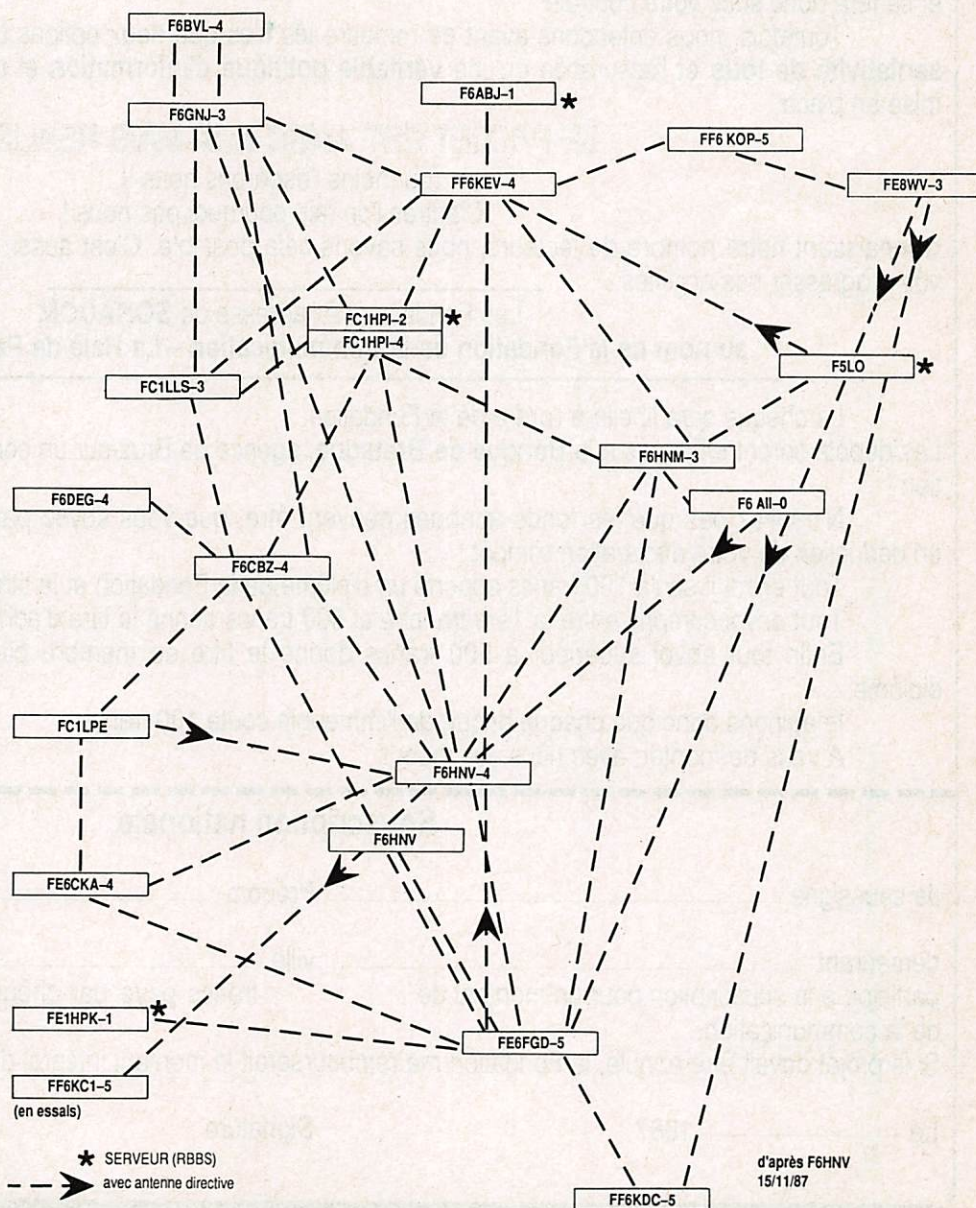 F6BVL–4
F6ABJ–1 *
F6GNJ–3
FF6 KOP–5
FF6KEV–4
FE8WV–3
FC1HPI–2 *
FC1HPI–4
F5LO *
FC1LLS–3
F6HNM–3
F6DEG–4
F6 AII–0
F6CBZ–4
FC1LPE
F6HNV–4
F6HNV
FE6CKA–4
FE1HPK–1 *
FE6FGD–5
FF6KC1–5
(en essals)
* SERVEUR (RBBS)
avec antenne directive
d'après F6HNV
15/11/87
FF6KDC–5